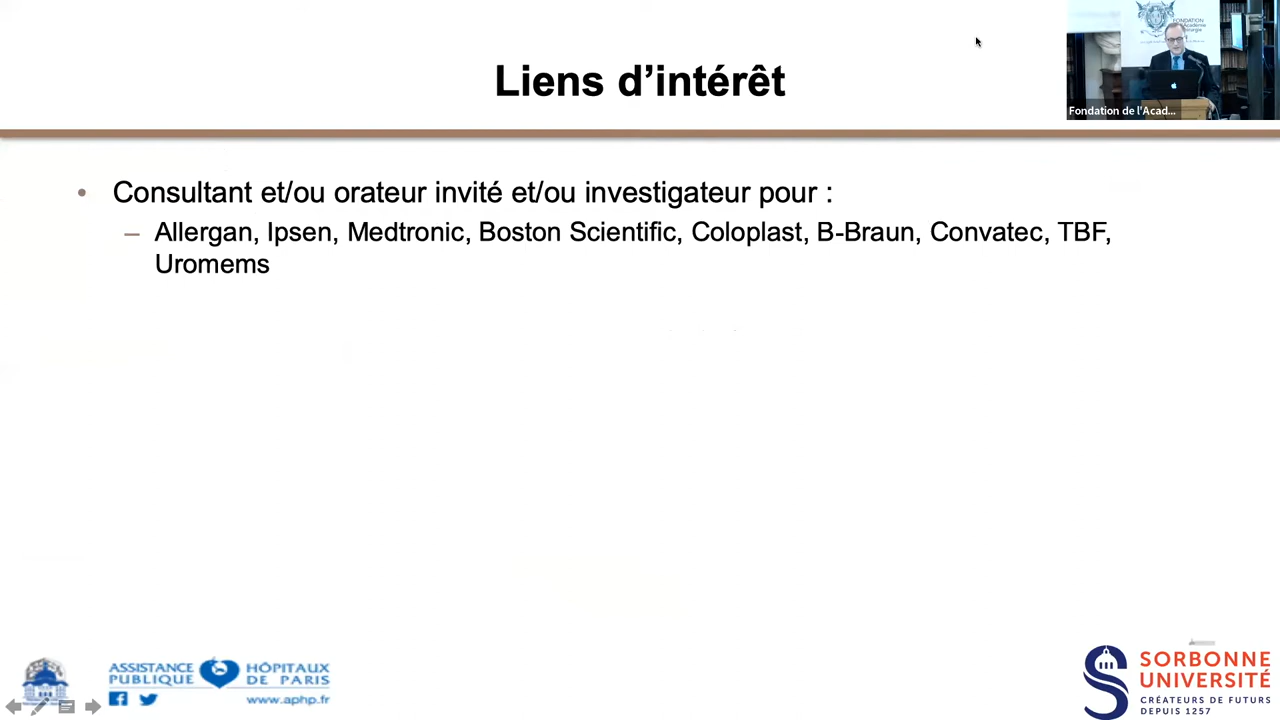 Liens d’intérêt
FONDATION
Fondation de l'Acad...
• Consultant et/ou orateur invité et/ou investigateur pour :
– Allergan, Ipsen, Medtronic, Boston Scientific, Coloplast, B-Braun, Convatec, TBF,
Uromems
ASSISTANCE HÔPITAUX
PUBLIQUE DE PARIS
www.aphp.fr
SORBONNE
UNIVERSITÉ
CRÉATEURS DE FUTURS
DEPUIS 1257